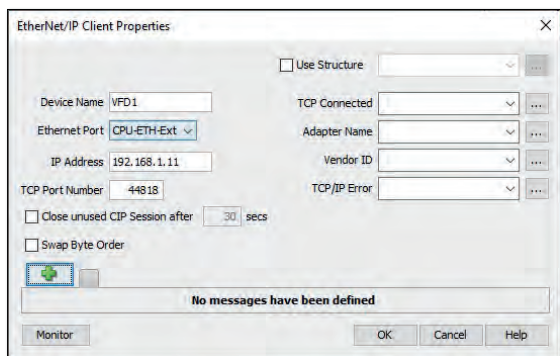 EtherNet/IP Client Properties
Use Structure
Device Name VFD1 TCP Connected
Ethernet Port CPU-ETH-Ext Adapter Name
IP Address 192.168.1.11 Vendor ID
TCP Port Number 44818 TCP/IP Error
Close unused CIP Session after 30 secs
Swap Byte Order
No messages have been defined
Monitor OK Cancel Help